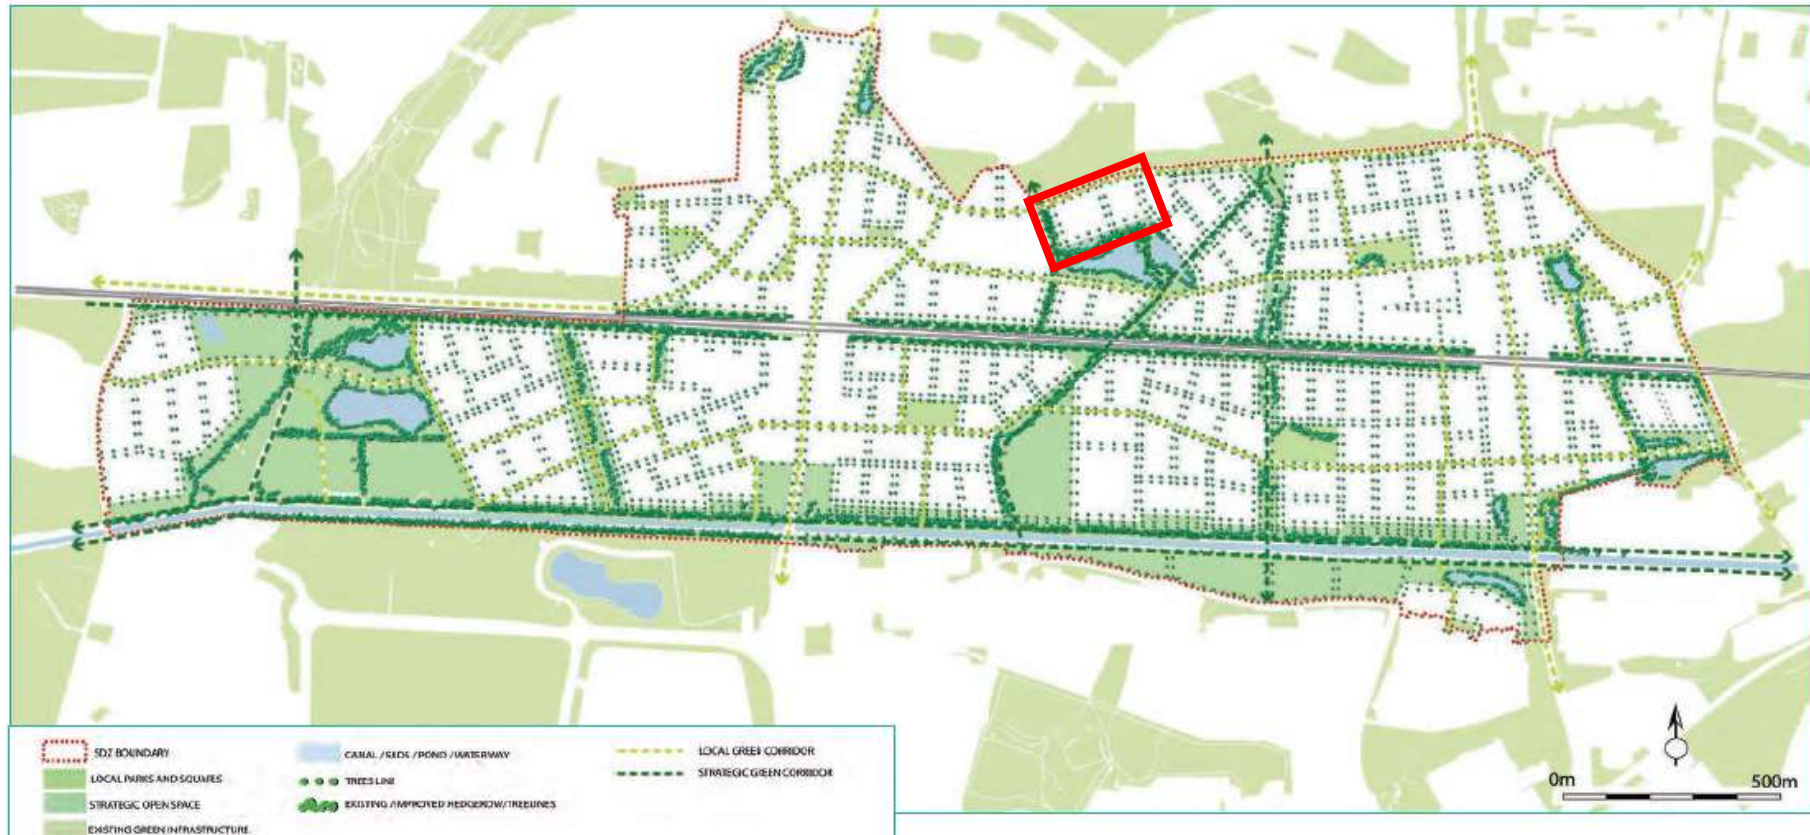 0m 500m
SDZ BOUNDARY
LOCAL PARKS AND SQUARES
STRATEGIC OPEN SPACE
EXISTING GREEN INFRASTRUCTURE
CANAL / SUDS / POND / WATERWAY
TREES LINE
EXISTING / IMPROVED HEDGEROW/TREELINES
LOCAL GREEN CORRIDOR
STRATEGIC GREEN CORRIDOR